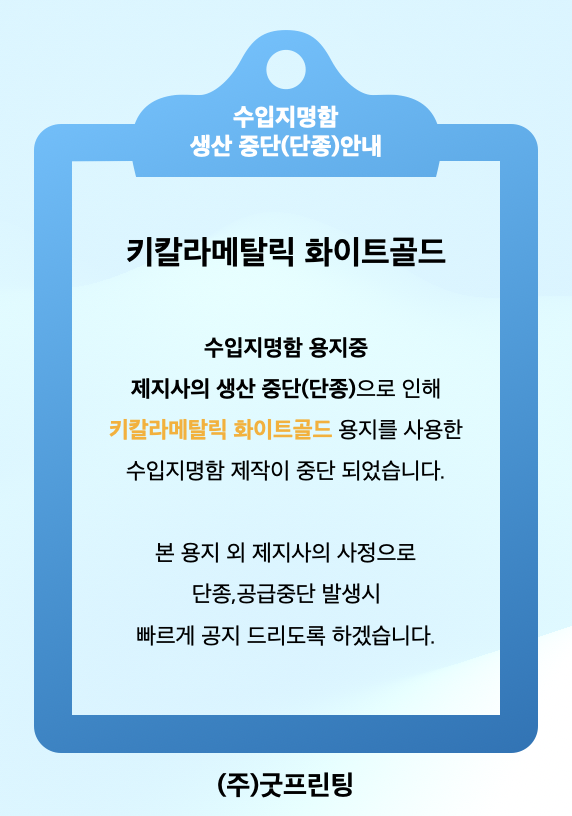 수입지명함
생산 중단(단종)안내
키칼라메탈릭 화이트골드
수입지명함 용지중
제지사의 생산 중단(단종)으로 인해
키칼라메탈릭 화이트골드 용지를 사용한
수입지명함 제작이 중단 되었습니다.
본 용지 외 제지사의 사정으로
단종,공급중단 발생시
빠르게 공지 드리도록 하겠습니다.
(주)굿프린팅